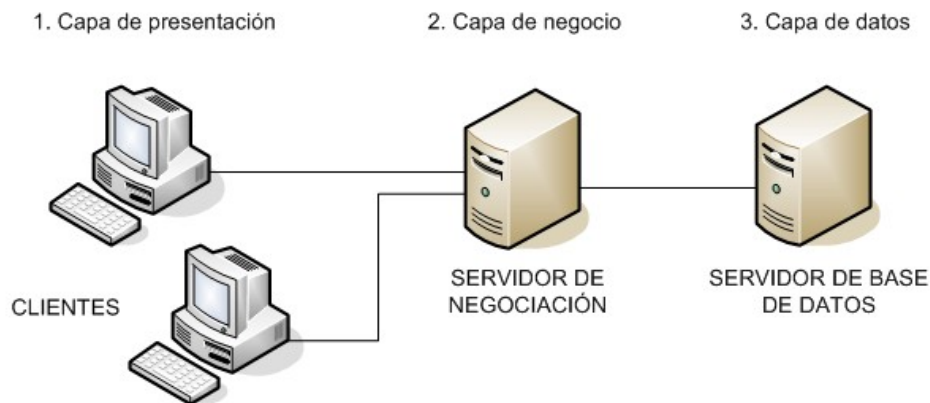 1. Capa de presentación
2. Capa de negocio
3. Capa de datos
SERVIDOR DE
NEGOCIACIÓN
SERVIDOR DE BASE
DE DATOS
CLIENTES